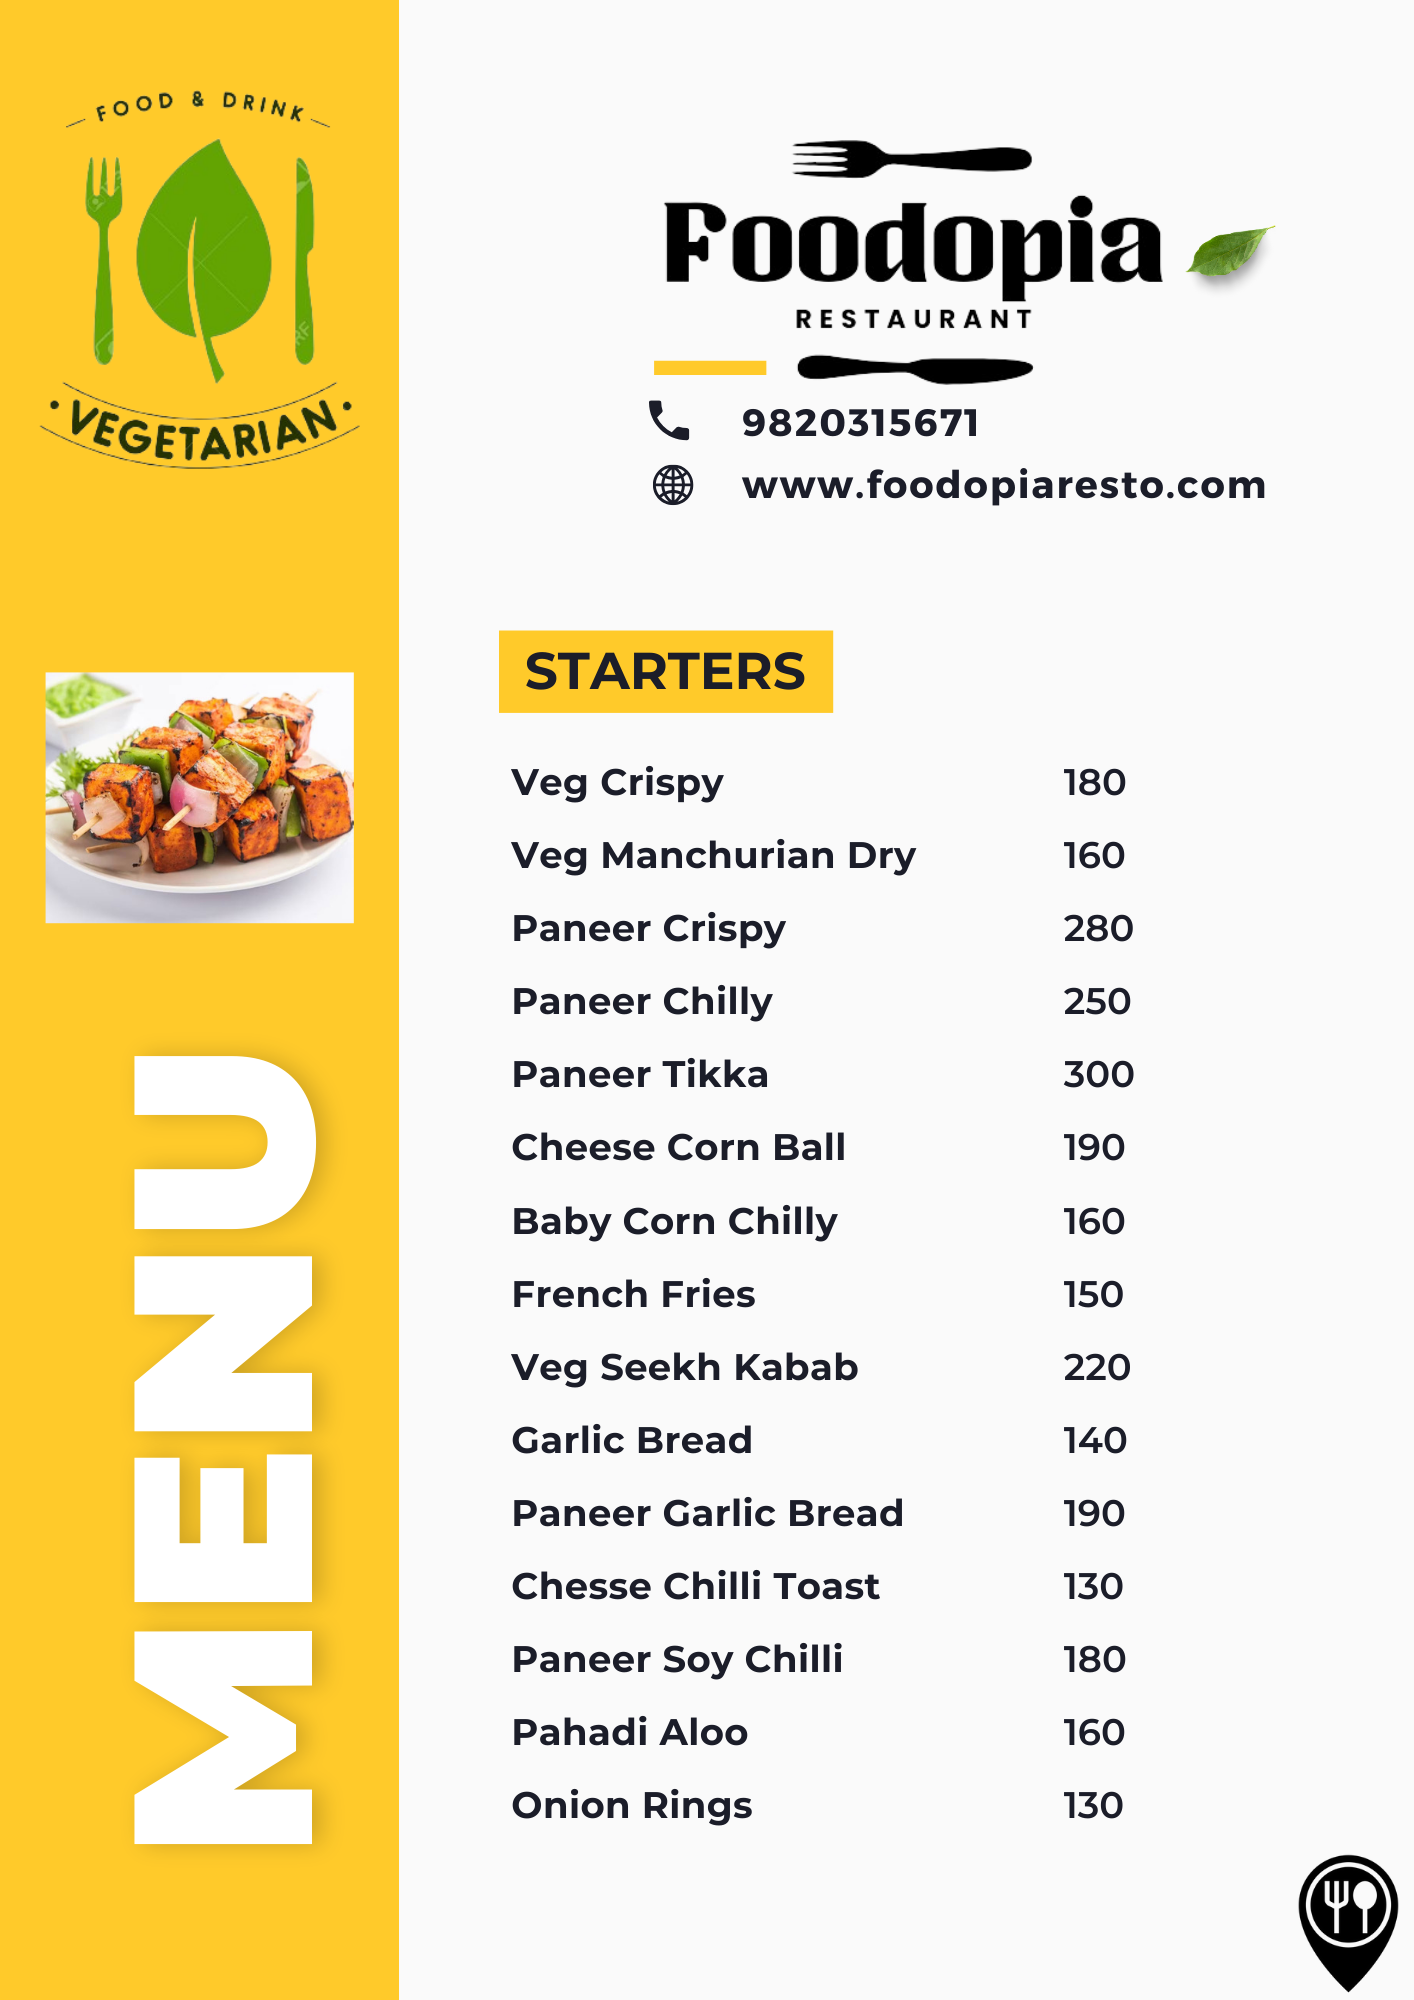 FOOD & DRINK
VEGETARIAN
MENU
Foodopia
RESTAURANT
9820315671
www.foodopiaresto.com
STARTERS
Veg Crispy 180
Veg Manchurian Dry 160
Paneer Crispy 280
Paneer Chilly 250
Paneer Tikka 300
Cheese Corn Ball 190
Baby Corn Chilly 160
French Fries 150
Veg Seekh Kabab 220
Garlic Bread 140
Paneer Garlic Bread 190
Chesse Chilli Toast 130
Paneer Soy Chilli 180
Pahadi Aloo 160
Onion Rings 130